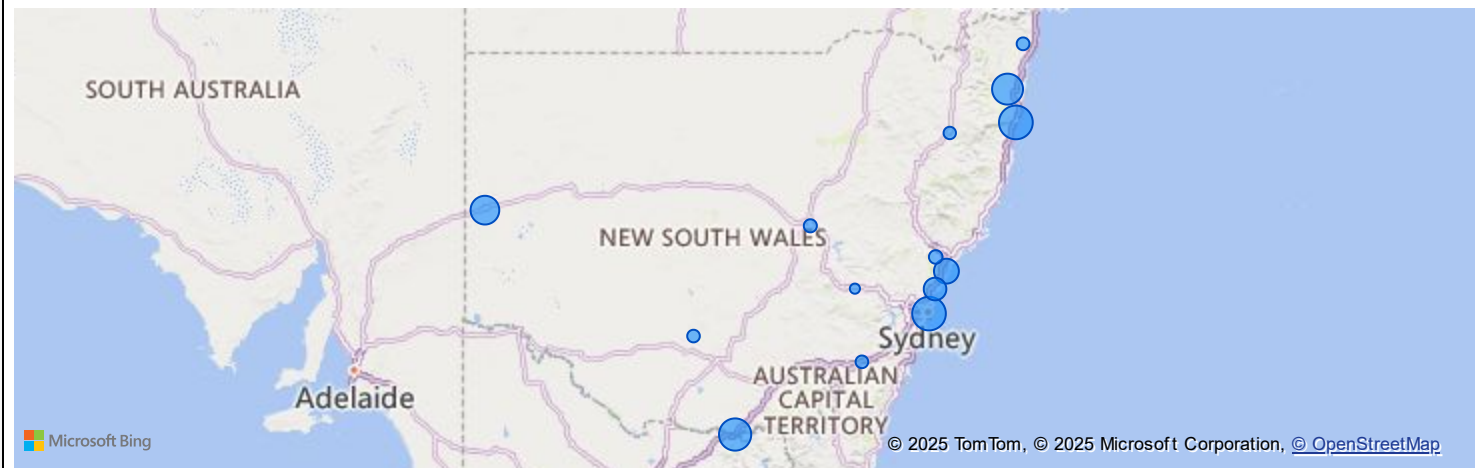 SOUTH AUSTRALIA
NEW SOUTH WALES
Sydney
AUSTRALIAN
CAPITAL
TERRITORY
Adelaide
Microsoft Bing
© 2025 TomTom, © 2025 Microsoft Corporation, © OpenStreetMap